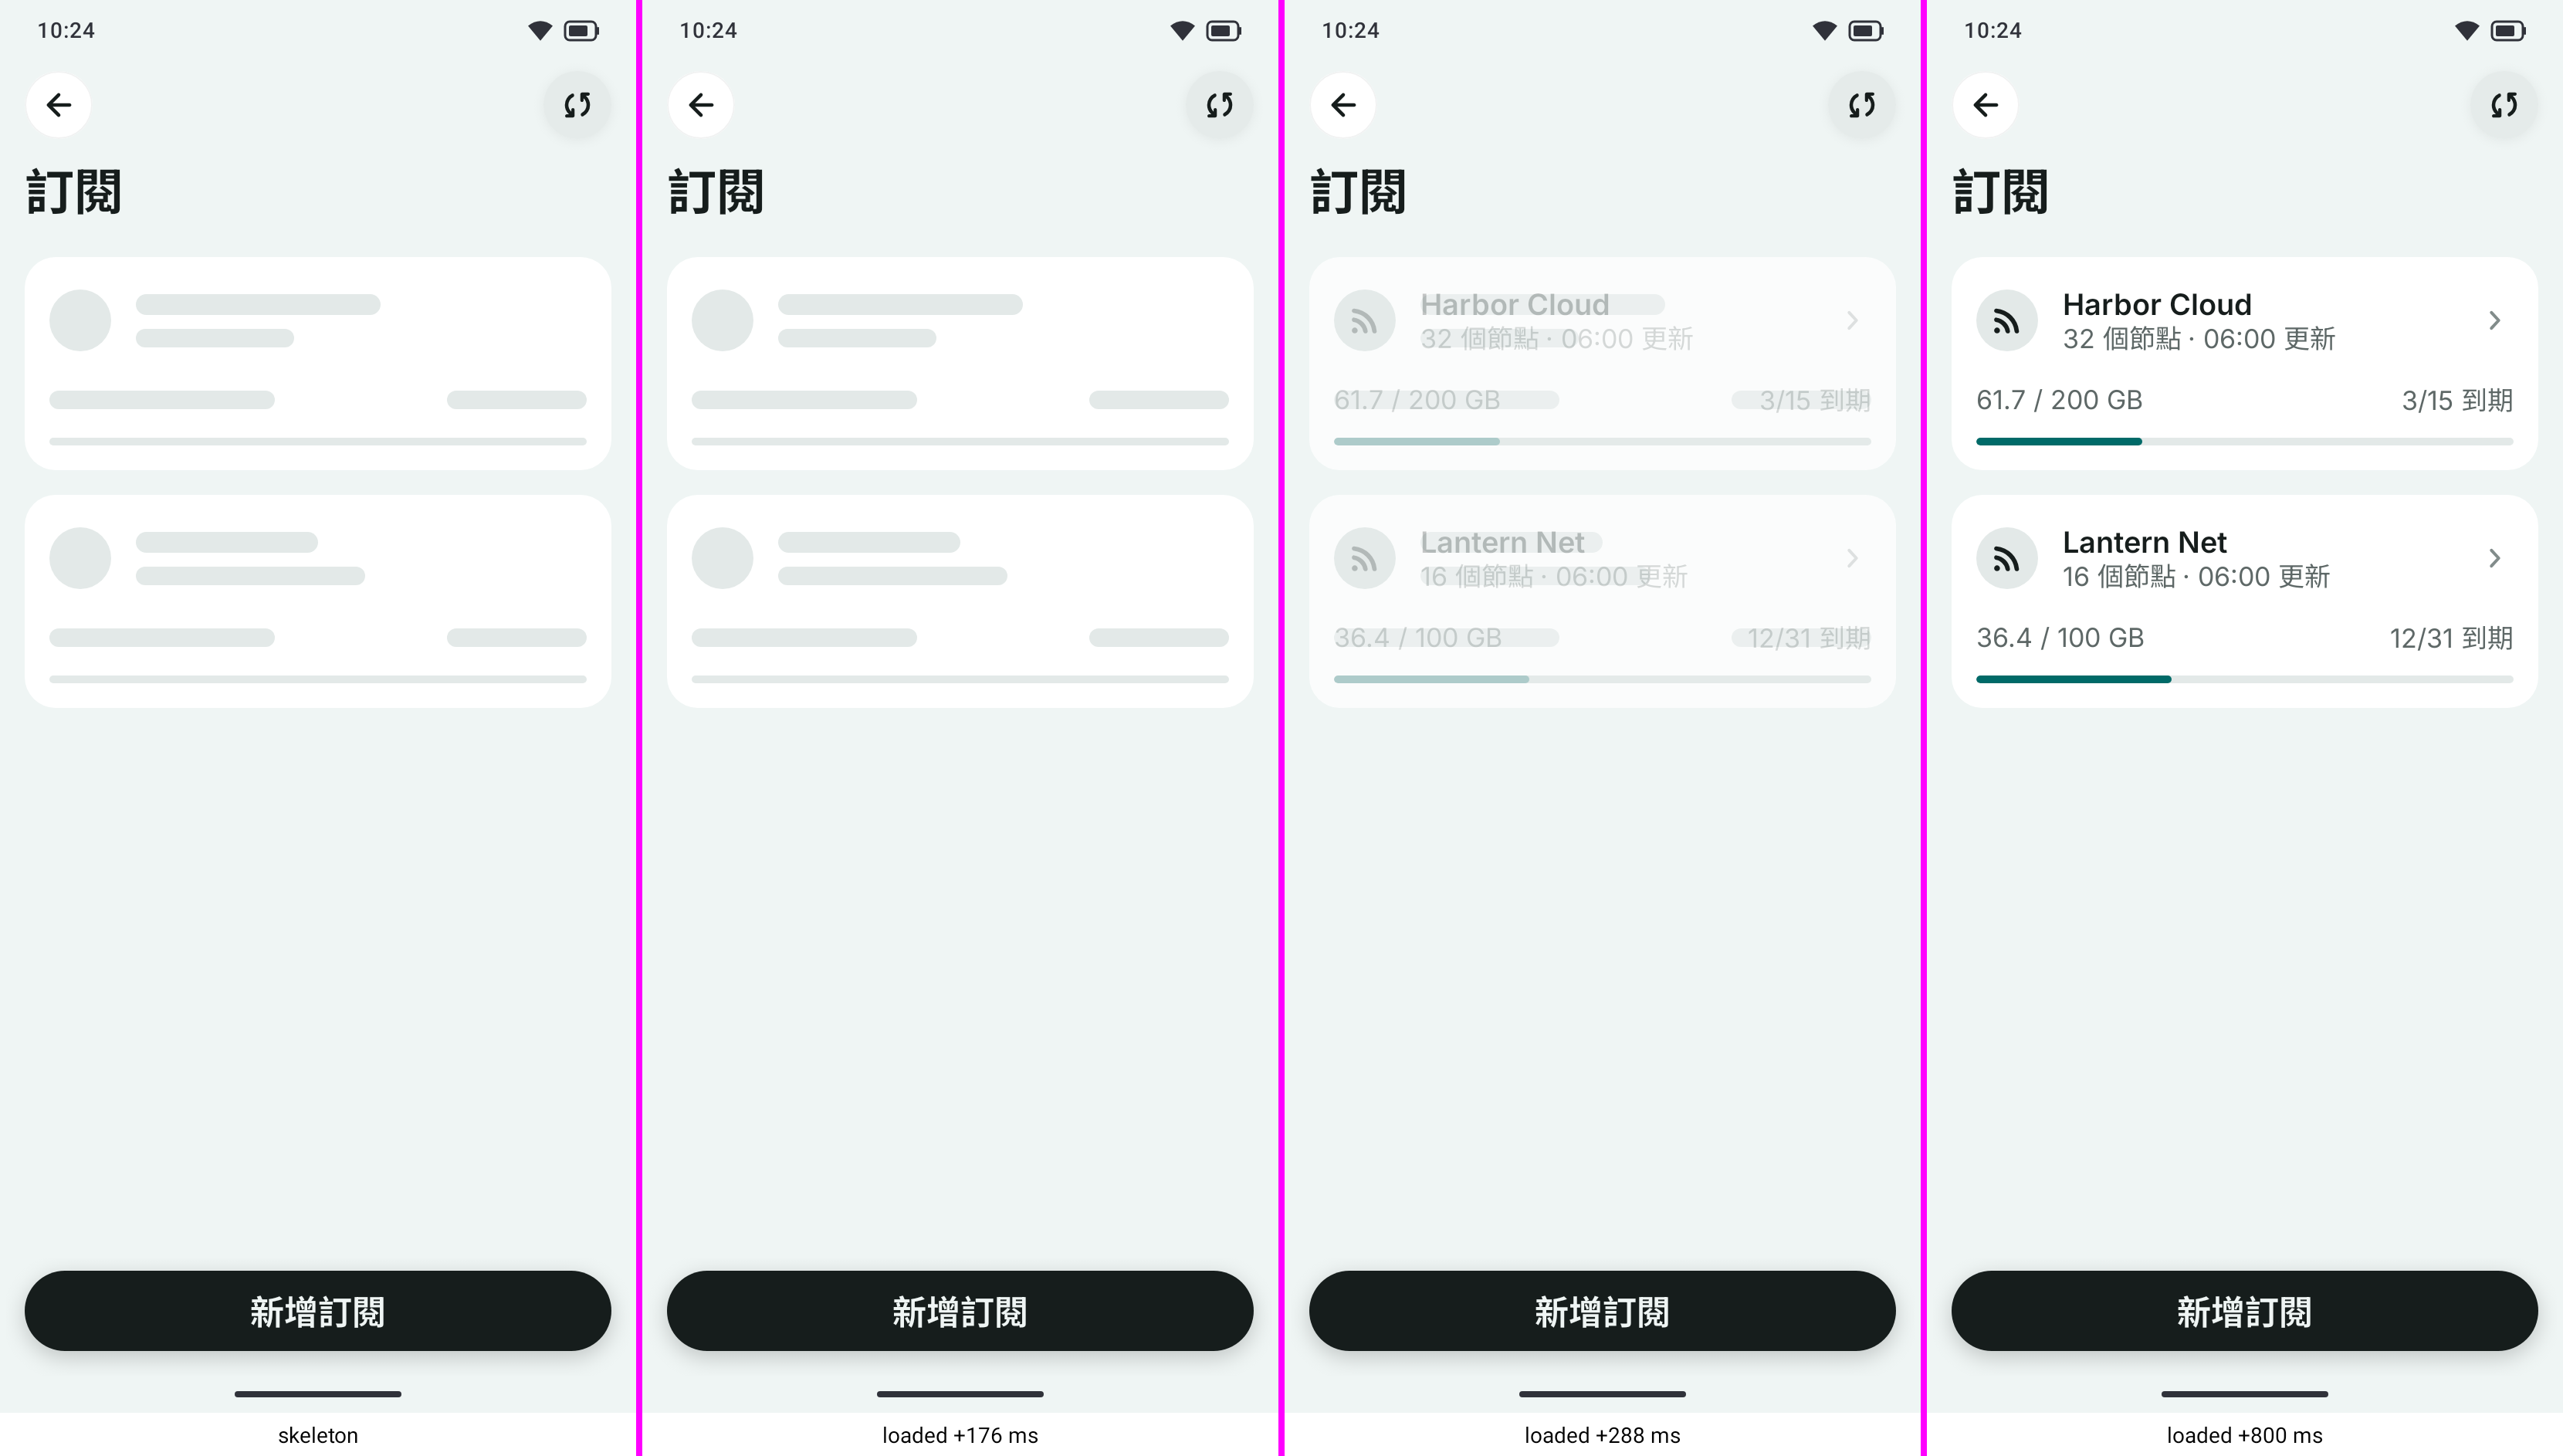 10:24
訂閱
新增訂閱
skeleton
10:24
訂閱
新增訂閱
loaded +176 ms
10:24
訂閱
Harbor Cloud
32 個節點 · 06:00 更新
61.7 / 200 GB
3/15 到期
Lantern Net
16 個節點 · 06:00 更新
36.4 / 100 GB
12/31 到期
新增訂閱
loaded +288 ms
10:24
訂閱
Harbor Cloud
32 個節點 · 06:00 更新
61.7 / 200 GB
3/15 到期
Lantern Net
16 個節點 · 06:00 更新
36.4 / 100 GB
12/31 到期
新增訂閱
loaded +800 ms